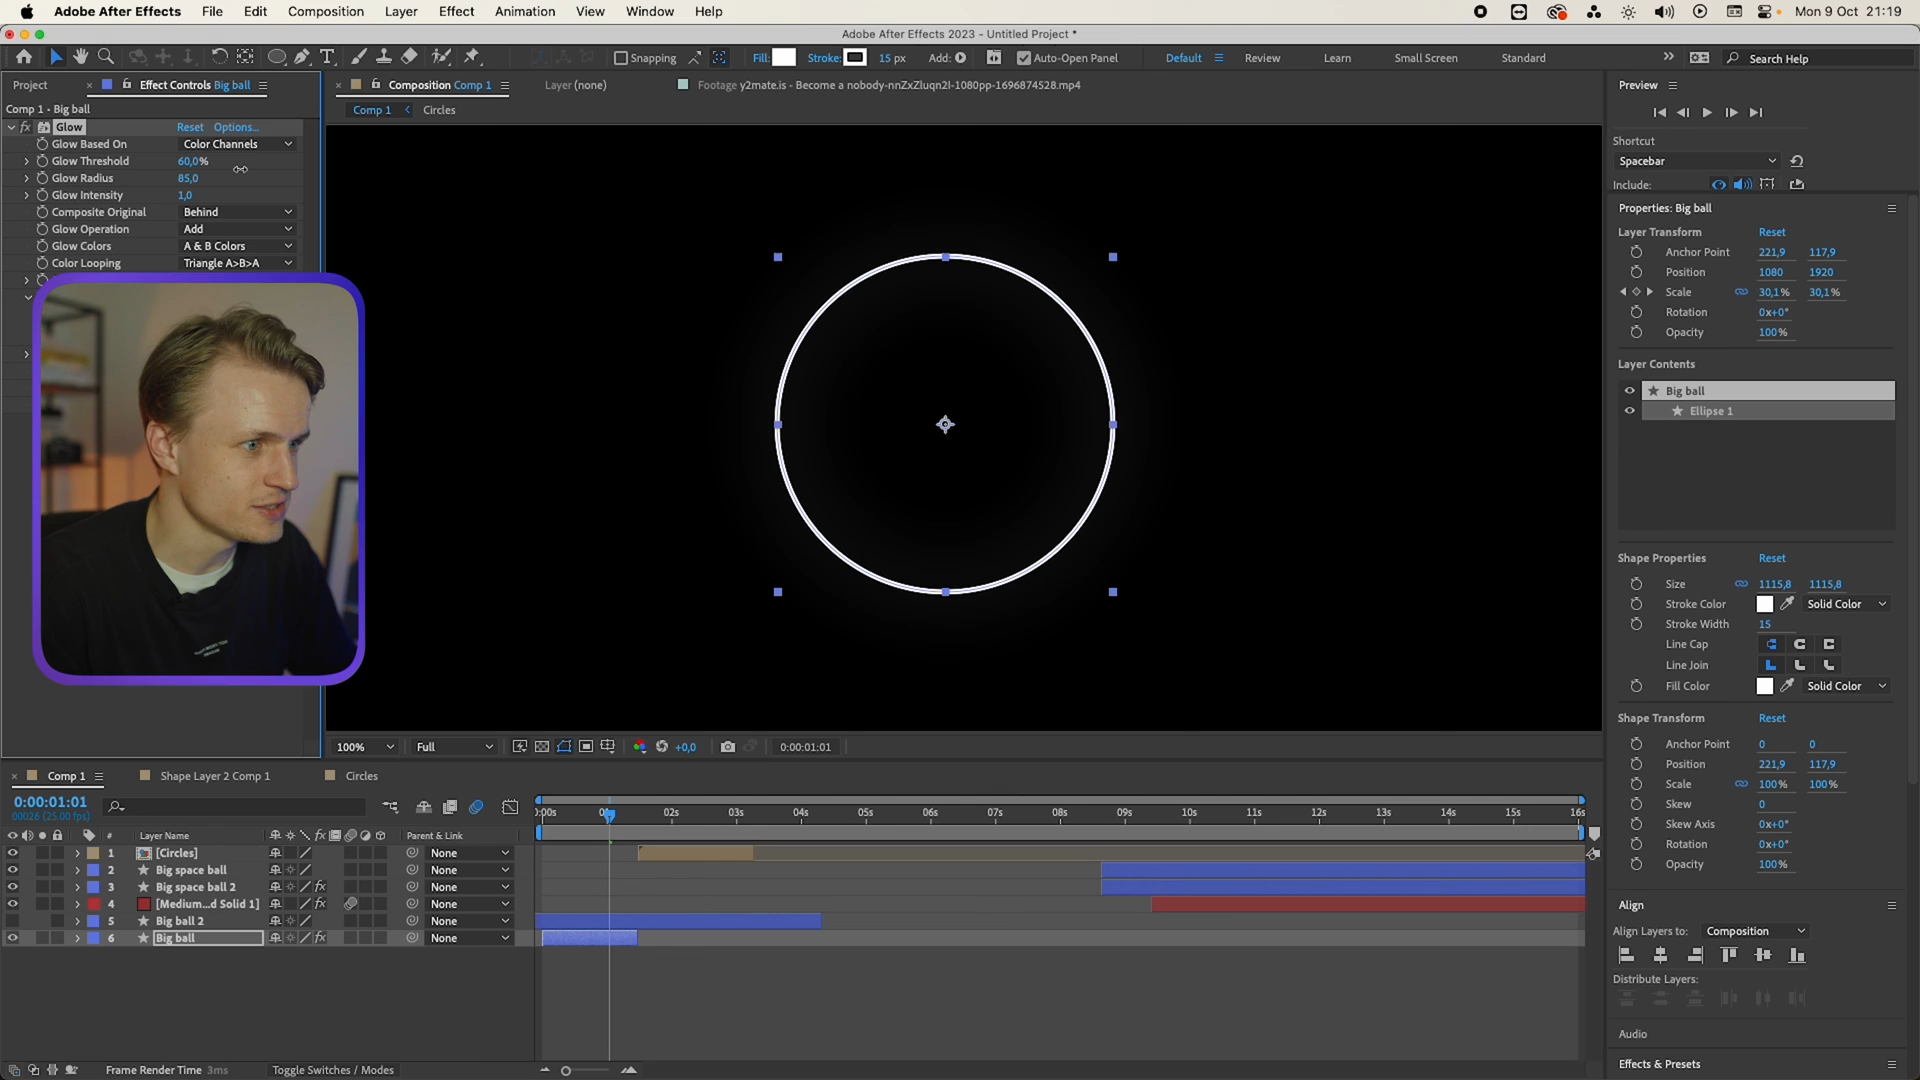 Adobe After Effects File Edit Composition Layer Effect Animation View Window Help Mon 9 Oct 21:19
Adobe After Effects 2023 - Untitled Project *
Snapping Fill: Stroke: 15 px Add: Auto-Open Panel Default Review Learn Small Screen Standard Search Help
Project Effect Controls Big ball Composition Comp 1 Layer (none) Footage y2mate.is - Become a nobody-nnZxZluqn2I-1080pp-1696874528.mp4 Preview
Comp 1 • Big ball Comp 1 Circles
fx Glow Reset Options...
Glow Based On Color Channels
Glow Threshold 60,0%
Glow Radius 85,0
Glow Intensity 1,0
Composite Original Behind
Glow Operation Add
Glow Colors A & B Colors
Color Looping Triangle A>B>A
Shortcut
Spacebar
Include:
Properties: Big ball
Layer Transform Reset
Anchor Point 221,9 117,9
Position 1080 1920
Scale 30,1% 30,1%
Rotation 0x+0°
Opacity 100%
Layer Contents
Big ball
Ellipse 1
Shape Properties Reset
Size 1115,8 1115,8
Stroke Color Solid Color
Stroke Width 15
Line Cap
Line Join
Fill Color Solid Color
Shape Transform Reset
Anchor Point 0 0
Position 221,9 117,9
Scale 100% 100%
Skew 0
Skew Axis 0x+0°
Rotation 0x+0°
Opacity 100%
Align
Align Layers to: Composition
Distribute Layers:
Audio
Effects & Presets
100% Full +0,0 0:00:01:01
Comp 1 Shape Layer 2 Comp 1 Circles
0:00:01:01
00026 (25.00 fps)
02s 03s 04s 05s 06s 07s 08s 09s 10s 11s 12s 13s 14s 15s 16s
# Layer Name fx Parent & Link
1 [Circles] None
2 Big space ball None
3 Big space ball 2 fx None
4 [Medium...d Solid 1] fx None
5 Big ball 2 None
6 Big ball fx None
Frame Render Time 3ms Toggle Switches / Modes